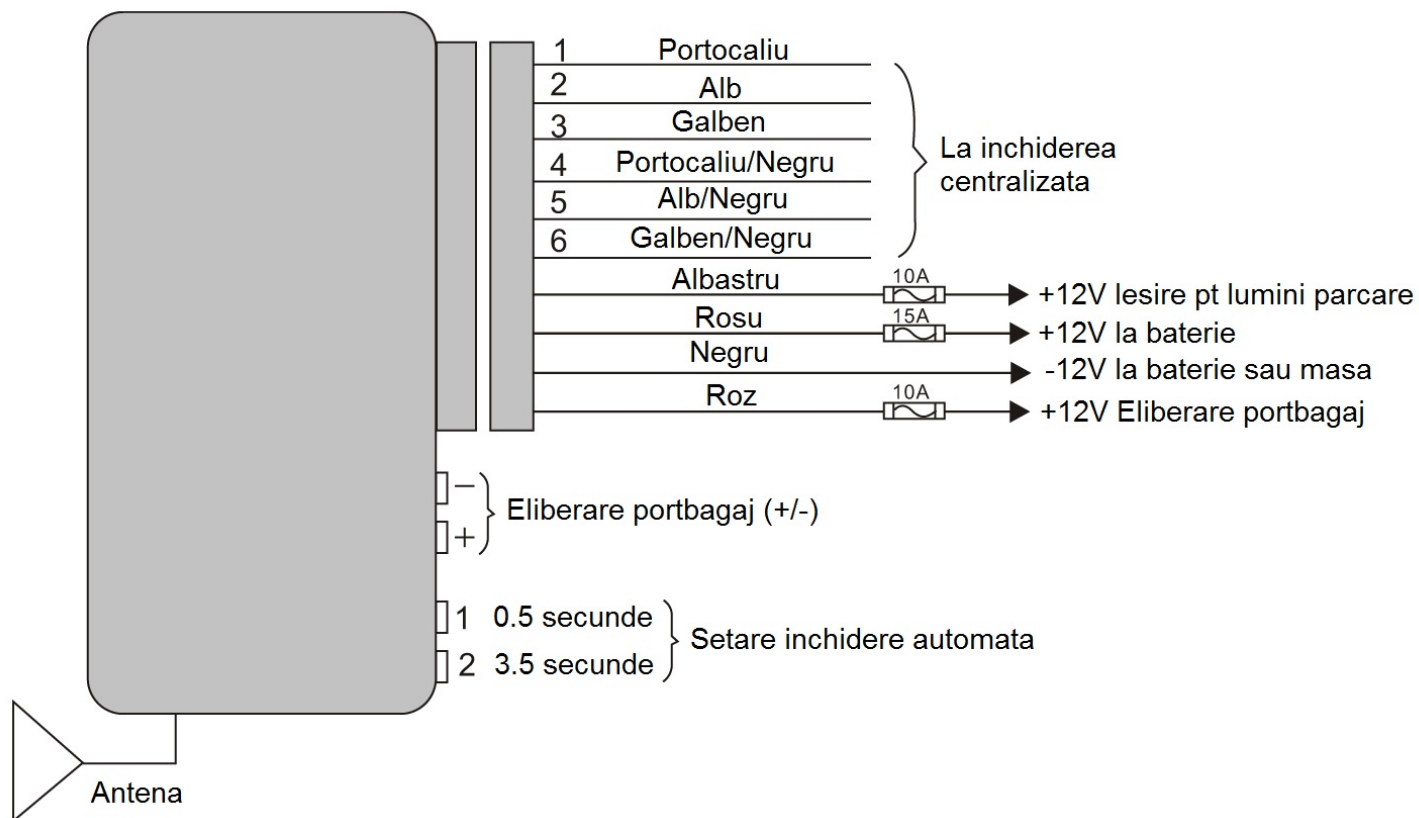 1 Portocaliu
2 Alb
3 Galben
4 Portocaliu/Negru
5 Alb/Negru
6 Galben/Negru
La inchiderea
centralizata
Albastru 10A +12V Iesire pt lumini parcare
Rosu 15A +12V la baterie
Negru -12V la baterie sau masa
Roz 10A +12V Eliberare portbagaj
−
+
Eliberare portbagaj (+/-)
1 0.5 secunde
2 3.5 secunde
Setare inchidere automata
Antena